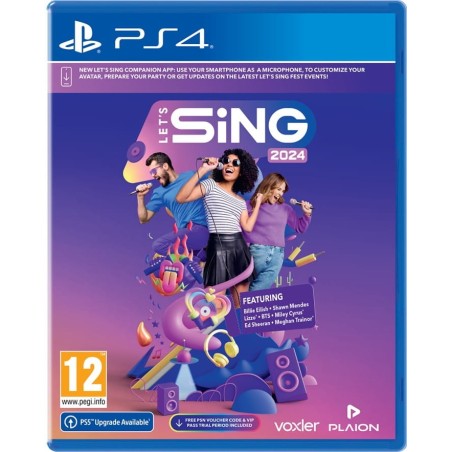 PS4
NEW LET'S SING COMPANION APP: USE YOUR SMARTPHONE AS A MICROPHONE, TO CUSTOMIZE YOUR
AVATAR, PREPARE YOUR PARTY OR GET UPDATES ON THE LATEST LET'S SING FEST EVENTS!
LET'S
SiNG
2024
FEATURING
Billie Eilish • Shawn Mendes
Lizzo • BTS • Miley Cyrus
Ed Sheeran • Meghan Trainor
12
www.pegi.info
PS5 Upgrade Available
FREE PSN VOUCHER CODE & VIP
PASS TRIAL PERIOD INCLUDED
voxler
PLAION